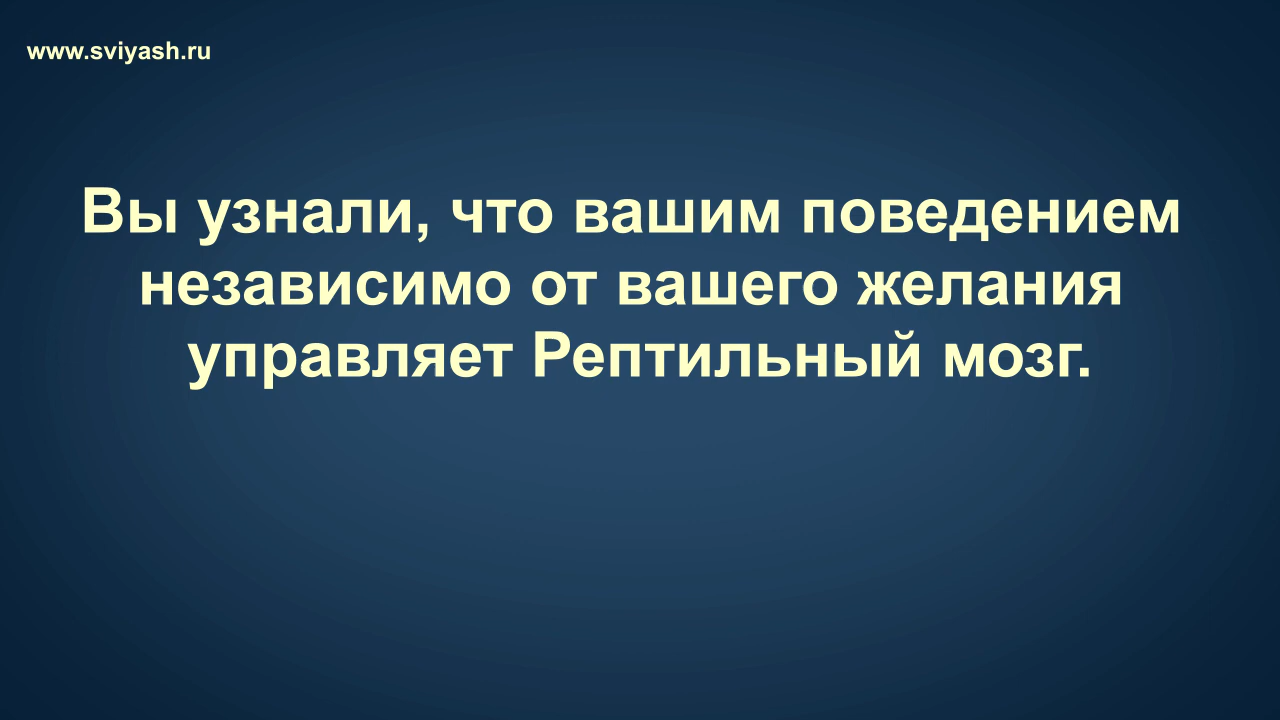 www.sviyash.ru
Вы узнали, что вашим поведением
независимо от вашего желания
управляет Рептильный мозг.